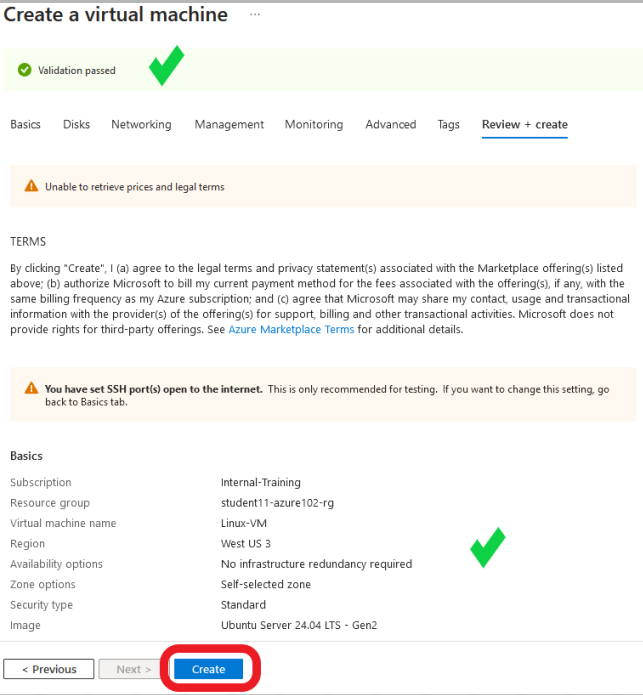 Create a virtual machine ...
Validation passed
Basics Disks Networking Management Monitoring Advanced Tags Review + create
Unable to retrieve prices and legal terms
TERMS
By clicking "Create", I (a) agree to the legal terms and privacy statement(s) associated with the Marketplace offering(s) listed
above; (b) authorize Microsoft to bill my current payment method for the fees associated with the offering(s), if any, with the
same billing frequency as my Azure subscription; and (c) agree that Microsoft may share my contact, usage and transactional
information with the provider(s) of the offering(s) for support, billing and other transactional activities. Microsoft does not
provide rights for third-party offerings. See Azure Marketplace Terms for additional details.
You have set SSH port(s) open to the internet. This is only recommended for testing. If you want to change this setting, go
back to Basics tab.
Basics
Subscription Internal-Training
Resource group student11-azure102-rg
Virtual machine name Linux-VM
Region West US 3
Availability options No infrastructure redundancy required
Zone options Self-selected zone
Security type Standard
Image Ubuntu Server 24.04 LTS - Gen2
< Previous Next > Create